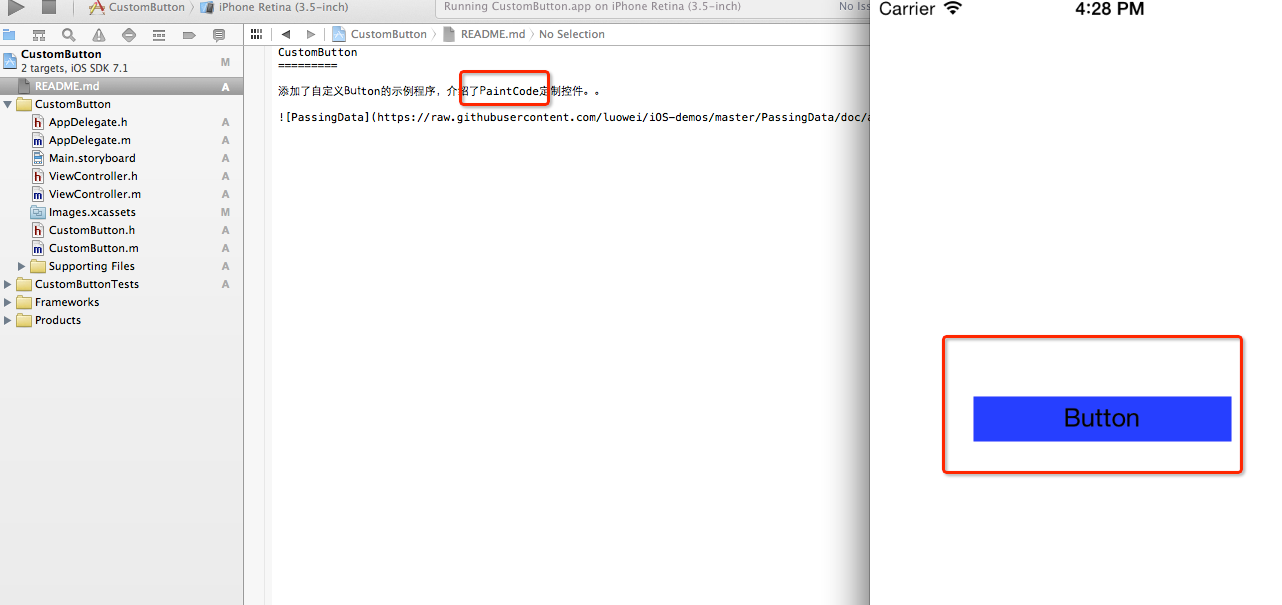 CustomButton
iPhone Retina (3.5-inch)
Running CustomButton.app on iPhone Retina (3.5-inch)
No Iss
Carrier
4:28 PM
CustomButton
README.md
No Selection
CustomButton
M
2 targets, iOS SDK 7.1
README.md
A
CustomButton
AppDelegate.h
A
AppDelegate.m
A
Main.storyboard
A
ViewController.h
A
ViewController.m
A
Images.xcassets
M
CustomButton.h
A
CustomButton.m
A
Supporting Files
A
CustomButtonTests
A
Frameworks
Products
CustomButton
=========
添加了自定义Button的示例程序，介绍了PaintCode定制控件。。
![PassingData](https://raw.githubusercontent.com/luowei/iOS-demos/master/PassingData/doc/a
Button